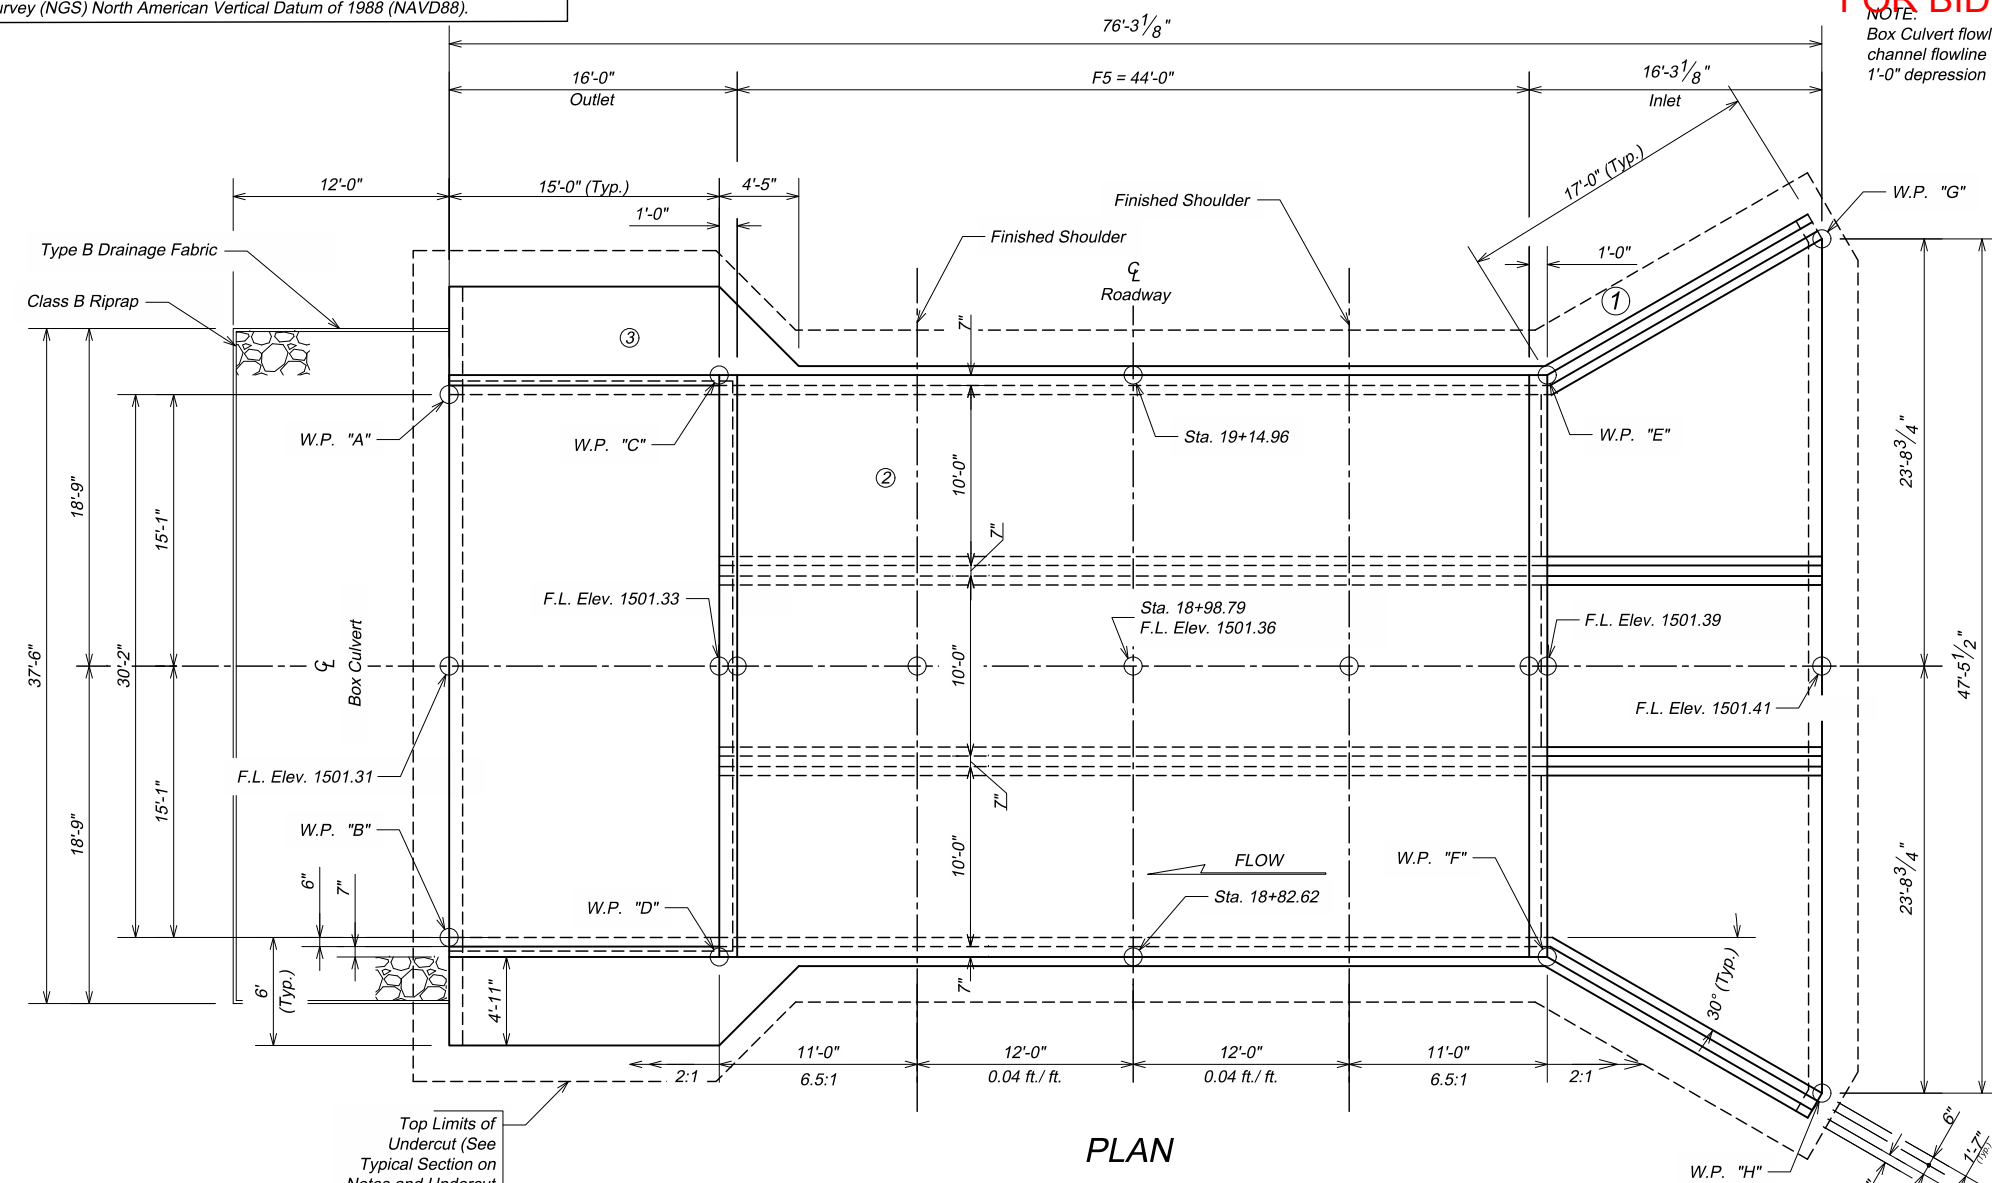 urvey (NGS) North American Vertical Datum of 1988 (NAVD88).
FOR BID
NOTE:
Box Culvert flowl
channel flowline
1'-0" depression
76'-3 1/8"
16'-0"
Outlet
F5 = 44'-0"
16'-3 1/8"
Inlet
12'-0"
15'-0" (Typ.)
4'-5"
1'-0"
17'-0" (Typ.)
Finished Shoulder
Finished Shoulder
W.P. "G"
Type B Drainage Fabric
Class B Riprap
℄
Roadway
1'-0"
1
3
7"
W.P. "A"
W.P. "C"
Sta. 19+14.96
W.P. "E"
2
10'-0"
7"
18'-9"
15'-1"
23'-8 3/4"
F.L. Elev. 1501.33
Sta. 18+98.79
F.L. Elev. 1501.36
F.L. Elev. 1501.39
37'-6"
30'-2"
℄
Box Culvert
10'-0"
47'-5 1/2"
F.L. Elev. 1501.41
F.L. Elev. 1501.31
7"
18'-9"
15'-1"
W.P. "B"
10'-0"
FLOW
W.P. "F"
23'-8 3/4"
6"
7"
W.P. "D"
Sta. 18+82.62
6'
(Typ.)
4'-11"
7"
30° (Typ.)
2:1
11'-0"
6.5:1
12'-0"
0.04 ft./ ft.
12'-0"
0.04 ft./ ft.
11'-0"
6.5:1
2:1
Top Limits of
Undercut (See
Typical Section on
Notes and Undercut
PLAN
W.P. "H"
6"
1'-7"
(Typ.)